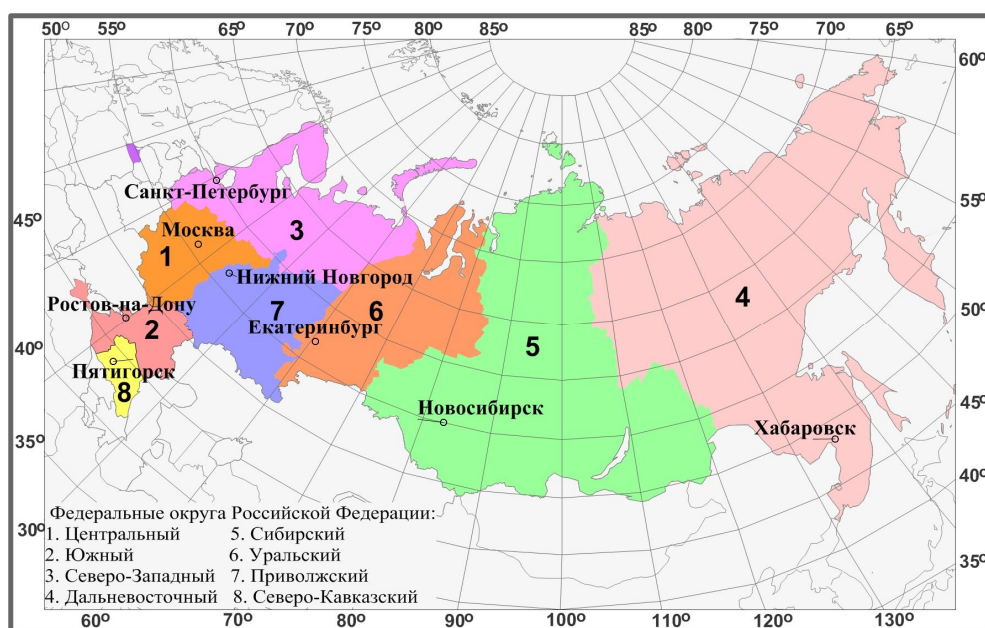 50° 55° 65° 70° 75° 80° 85° 85° 80° 75° 70° 65°
60°
Санкт-Петербург
45°
Москва
3
55°
1
Нижний Новгород
Ростов-на-Дону
7
6
4
50°
2
Екатеринбург
40°
5
Пятигорск
8
Новосибирск
45°
Хабаровск
35°
40°
Федеральные округа Российской Федерации:
1. Центральный 5. Сибирский
2. Южный 6. Уральский
3. Северо-Западный 7. Приволжский
4. Дальневосточный 8. Северо-Кавказский
30°
35°
60° 70° 80° 90° 100° 110° 120° 130°